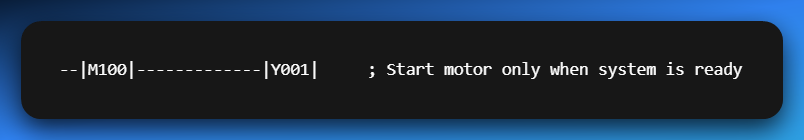 --|M100|-------------|Y001|     ; Start motor only when system is ready